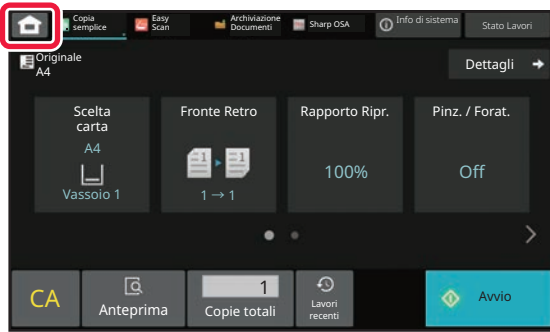 Copia
semplice
Easy
Scan
Archiviazione
Documenti
Sharp OSA
Info di sistema
Stato Lavori
Originale
A4
Dettagli
Scelta
carta
A4
Vassoio 1
Fronte Retro
1
1
1 → 1
Rapporto Ripr.
100%
Pinz. / Forat.
Off
CA
Anteprima
1
Copie totali
Lavori
recenti
Avvio